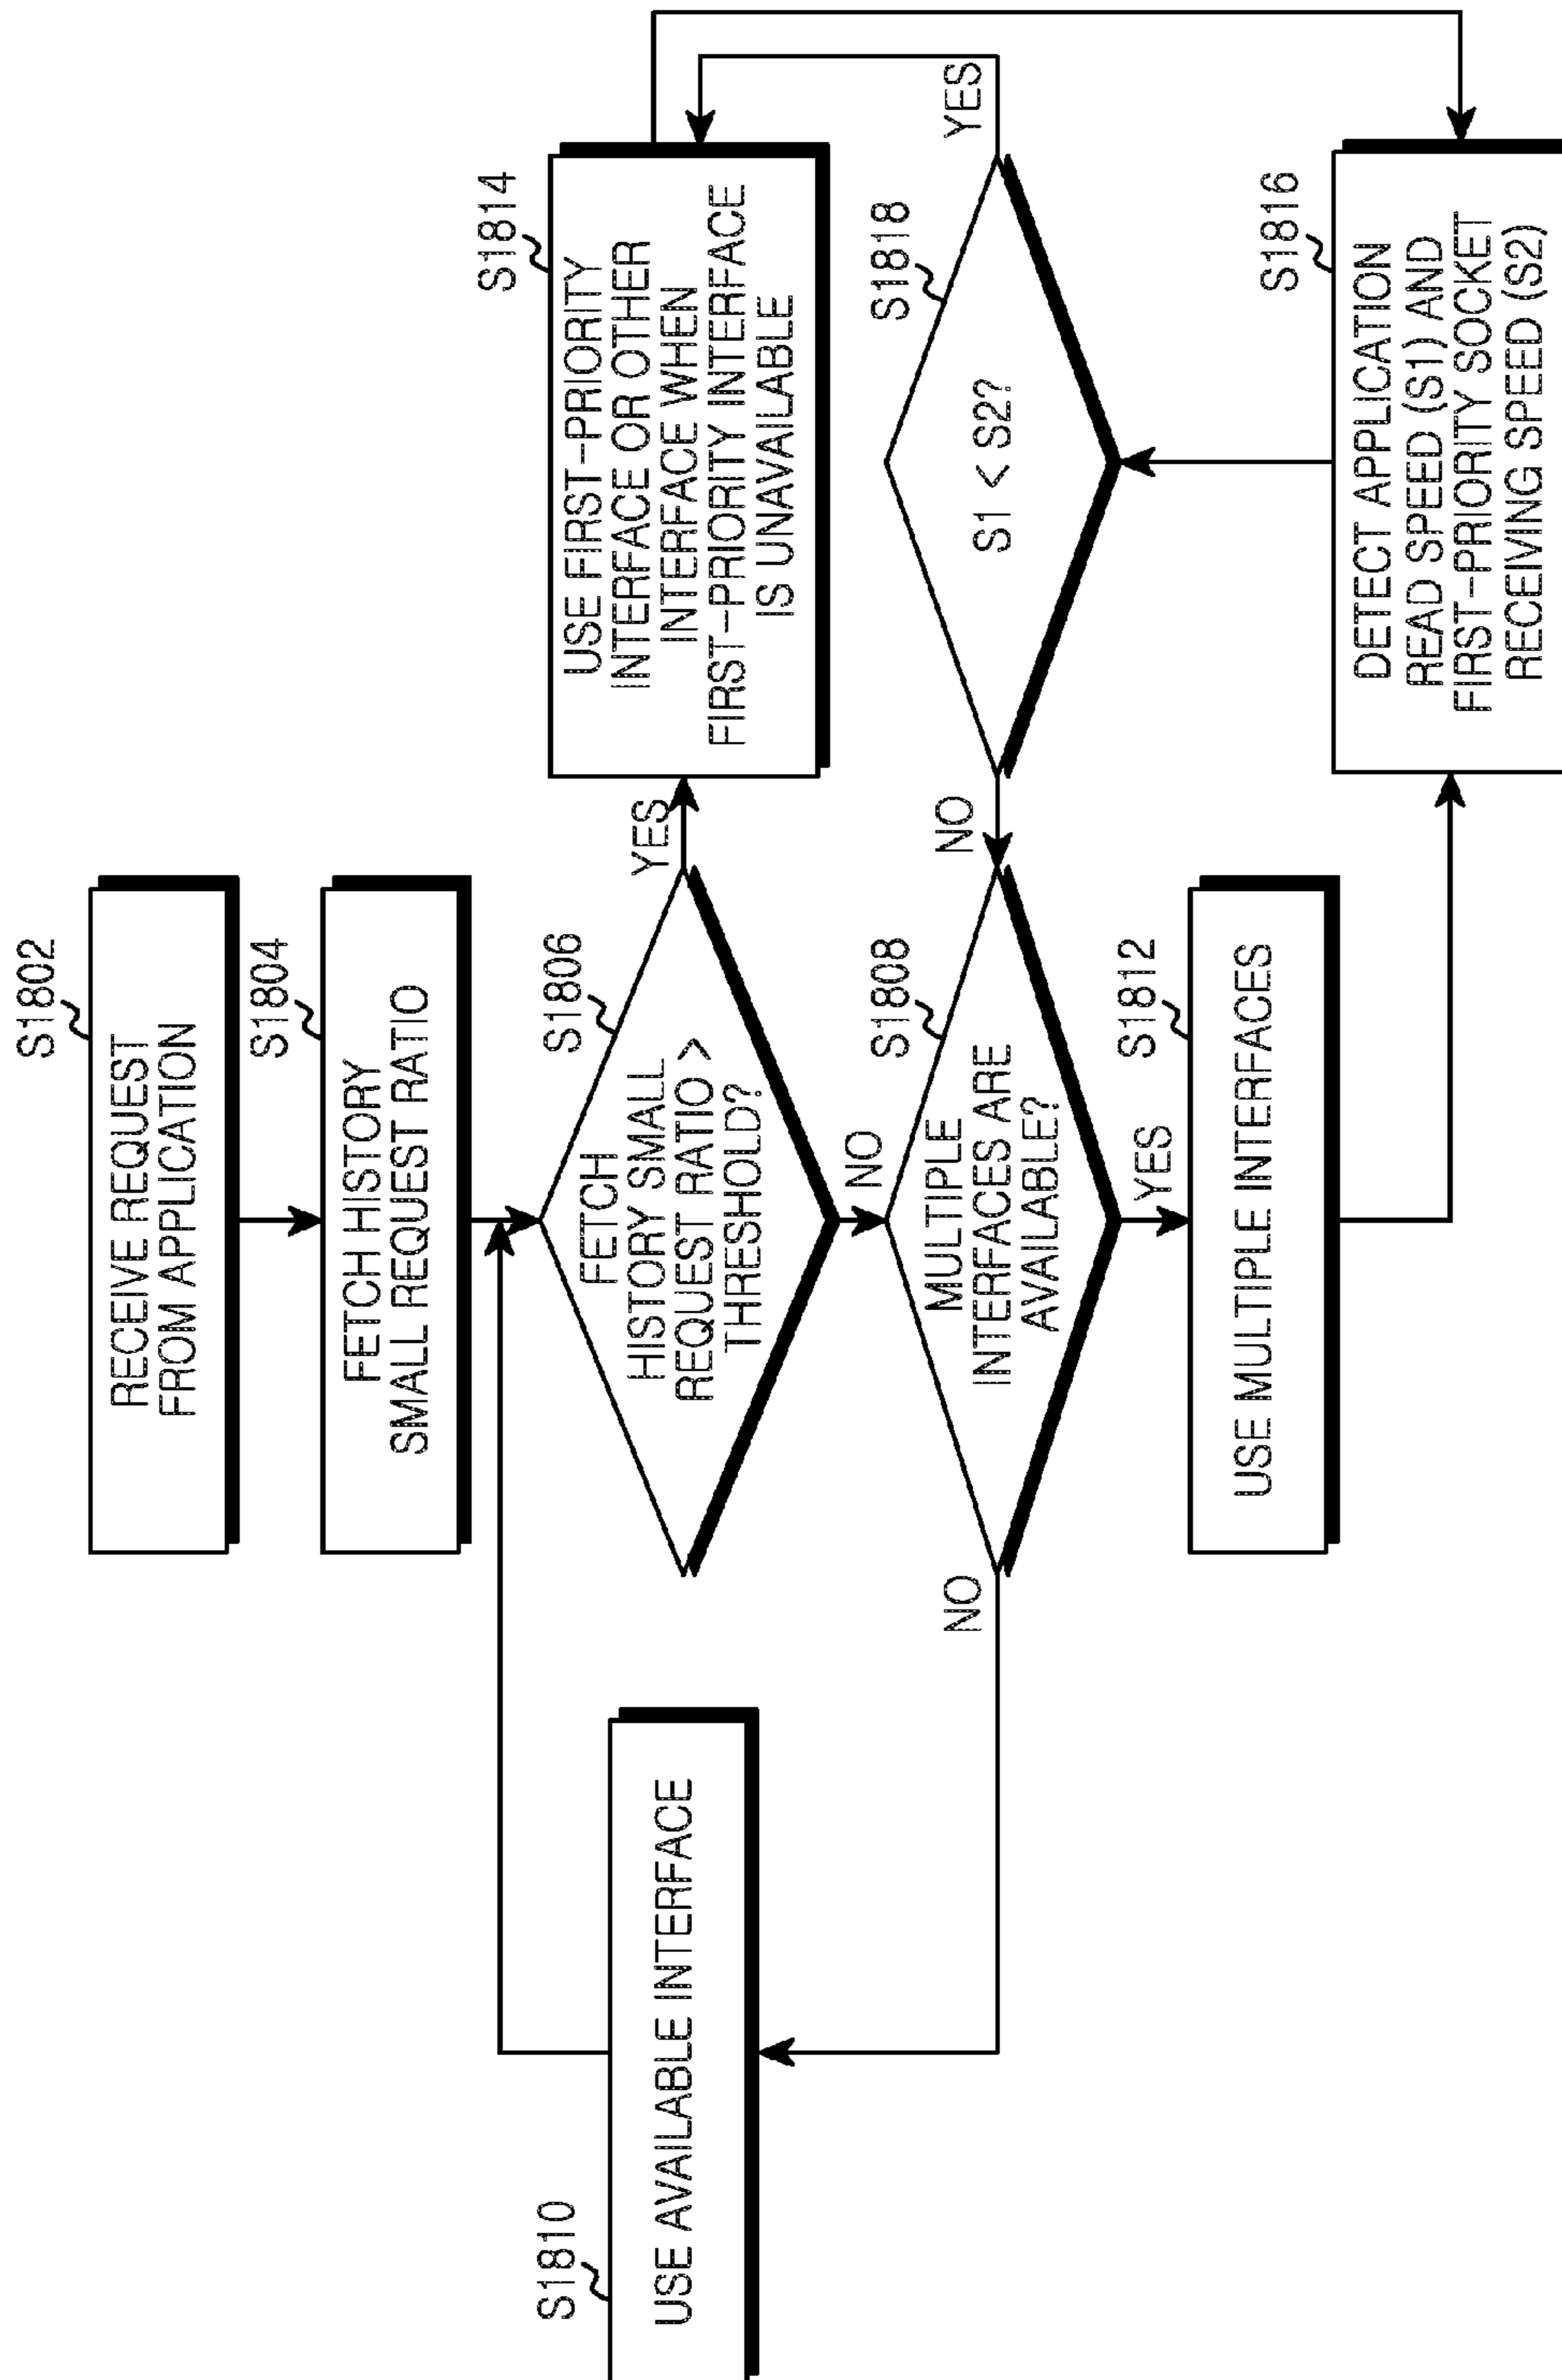 S1802
RECEIVE REQUEST
FROM APPLICATION
S1804
FETCH HISTORY
SMALL REQUEST RATIO
S1806
FETCH
HISTORY SMALL
REQUEST RATIO >
THRESHOLD?
YES
NO
S1814
USE FIRST-PRIORITY
INTERFACE OR OTHER
INTERFACE WHEN
FIRST-PRIORITY INTERFACE
IS UNAVAILABLE
S1810
USE AVAILABLE INTERFACE
S1808
MULTIPLE
INTERFACES ARE
AVAILABLE?
NO
YES
S1818
S1 < S2?
NO
YES
S1812
USE MULTIPLE INTERFACES
S1816
DETECT APPLICATION
READ SPEED (S1) AND
FIRST-PRIORITY SOCKET
RECEIVING SPEED (S2)